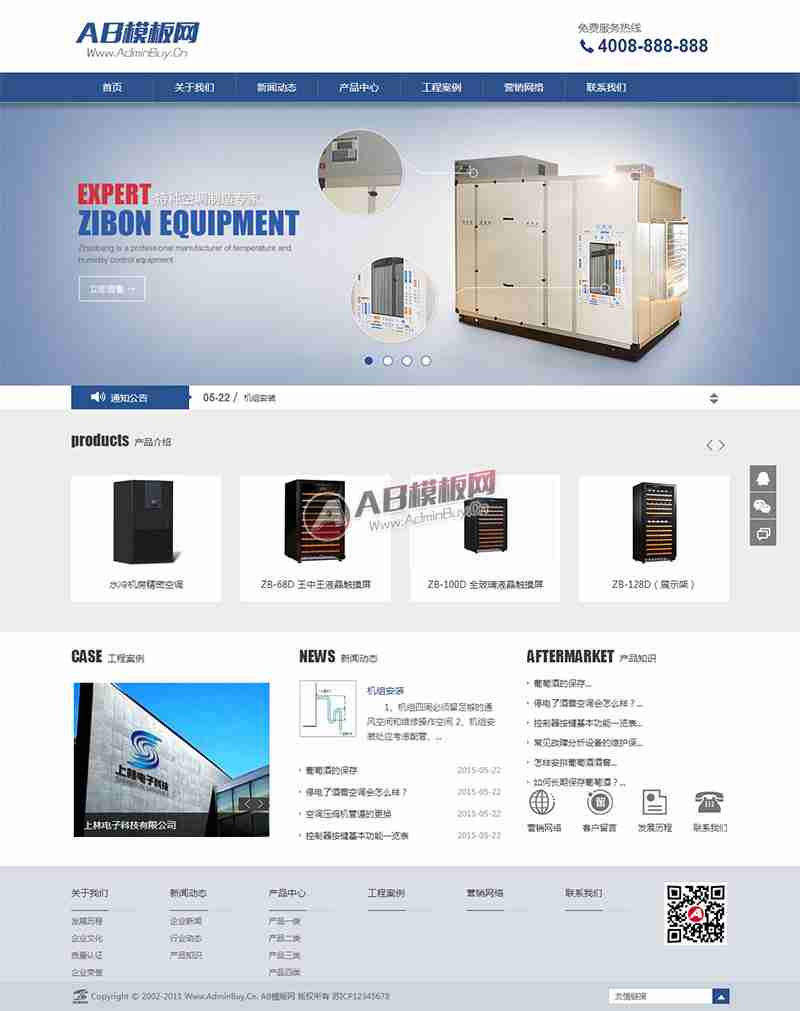 AB模板网
Www.AdminBuy.Cn
免费服务热线
4008-888-888
首页 关于我们 新闻动态 产品中心 工程案例 营销网络 联系我们
EXPERT 特种空调制造专家
ZIBON EQUIPMENT
Zhaobang is a professional manufacturer of temperature and
humidity control equipment
立即查看 →
通知公告 05-22 / 机组安装
products 产品介绍
AB模板网
Www.AdminBuy.Cn
水冷机房精密空调 ZB-68D 王中王液晶触摸屏 ZB-100D 全玻璃液晶触摸屏 ZB-128D（展示架）
CASE 工程案例
上赫电子科技
上林电子科技有限公司
NEWS 新闻动态
机组安装
1、机组四周必须留足够的通
风空间和维修操作空间 2、机组安
装处应考虑配管、...
葡萄酒的保存 2015-05-22
停电了酒窖空调会怎么样？ 2015-05-22
空调压缩机管道的更换 2015-05-22
控制器按键基本功能一览表 2015-05-22
AFTERMARKET 产品知识
葡萄酒的保存...
停电了酒窖空调会怎么样？...
控制器按键基本功能一览表...
常见故障分析设备的维护保...
怎样安排葡萄酒酒窖...
如何长期保存葡萄酒？...
营销网络 客户留言 发展历程 联系我们
关于我们 新闻动态 产品中心 工程案例 营销网络 联系我们
发展历程 企业新闻 产品一类
企业文化 行业动态 产品二类
质量认证 产品知识 产品三类
企业荣誉 产品四类
Copyright © 2002-2011 Www.AdminBuy.Cn. AB模板网 版权所有 苏ICP12345678
友情链接